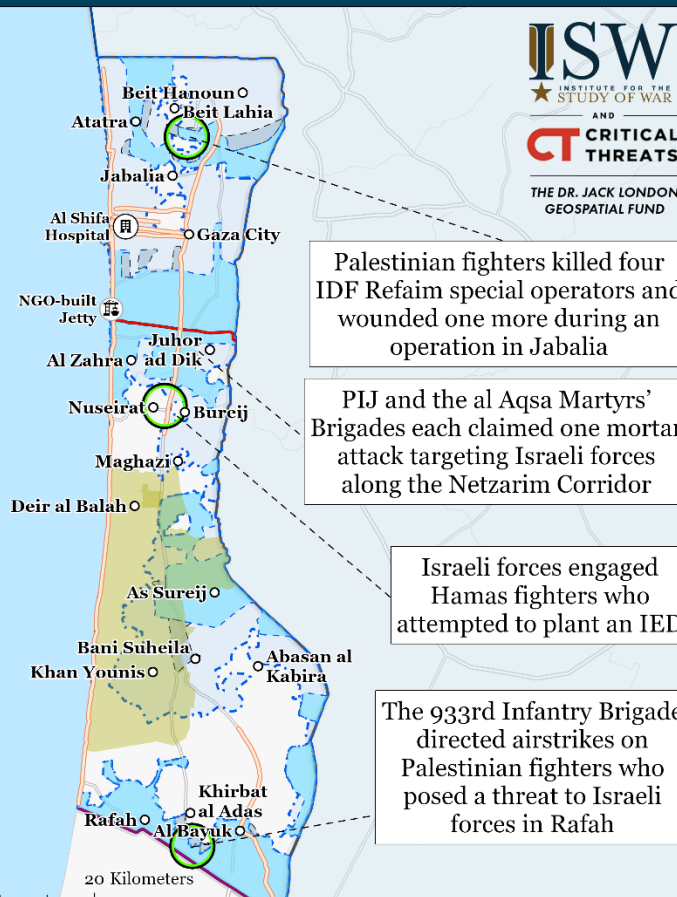 ISW
INSTITUTE FOR THE
STUDY OF WAR
AND
CT CRITICAL
THREATS
THE DR. JACK LONDON
GEOSPATIAL FUND
Beit Hanoun
Beit Lahia
Atatra
Jabalia
Al Shifa
Hospital
Gaza City
NGO-built
Jetty
Juhor
ad Dik
Al Zahra
Nuseirat
Bureij
Maghazi
Deir al Balah
As Sureij
Bani Suheila
Khan Younis
Abasan al
Kabira
Khirbat
al Adas
Rafah
Al Bayuk
20 Kilometers
Palestinian fighters killed four
IDF Refaim special operators and
wounded one more during an
operation in Jabalia
PIJ and the al Aqsa Martyrs’
Brigades each claimed one mortar
attack targeting Israeli forces
along the Netzarim Corridor
Israeli forces engaged
Hamas fighters who
attempted to plant an IED
The 933rd Infantry Brigade
directed airstrikes on
Palestinian fighters who
posed a threat to Israeli
forces in Rafah